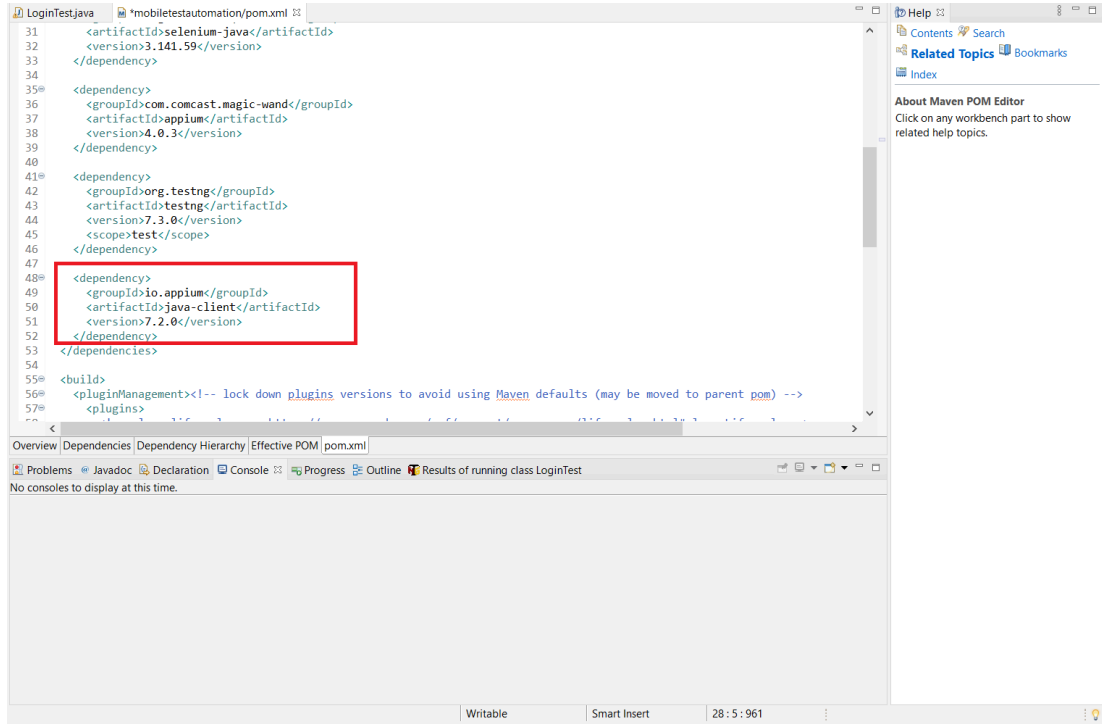 LoginTest.java
*mobiletestautomation/pom.xml
31 <artifactId>selenium-java</artifactId>
32 <version>3.141.59</version>
33 </dependency>
34
35 <dependency>
36 <groupId>com.comcast.magic-wand</groupId>
37 <artifactId>appium</artifactId>
38 <version>4.0.3</version>
39 </dependency>
40
41 <dependency>
42 <groupId>org.testng</groupId>
43 <artifactId>testng</artifactId>
44 <version>7.3.0</version>
45 <scope>test</scope>
46 </dependency>
47
48 <dependency>
49 <groupId>io.appium</groupId>
50 <artifactId>java-client</artifactId>
51 <version>7.2.0</version>
52 </dependency>
53 </dependencies>
54
55 <build>
56 <pluginManagement><!-- lock down plugins versions to avoid using Maven defaults (may be moved to parent pom) -->
57 <plugins>
Overview Dependencies Dependency Hierarchy Effective POM pom.xml
Problems Javadoc Declaration Console Progress Outline Results of running class LoginTest
No consoles to display at this time.
Writable Smart Insert 28 : 5 : 961
Help
Contents Search
Related Topics Bookmarks
Index
About Maven POM Editor
Click on any workbench part to show
related help topics.